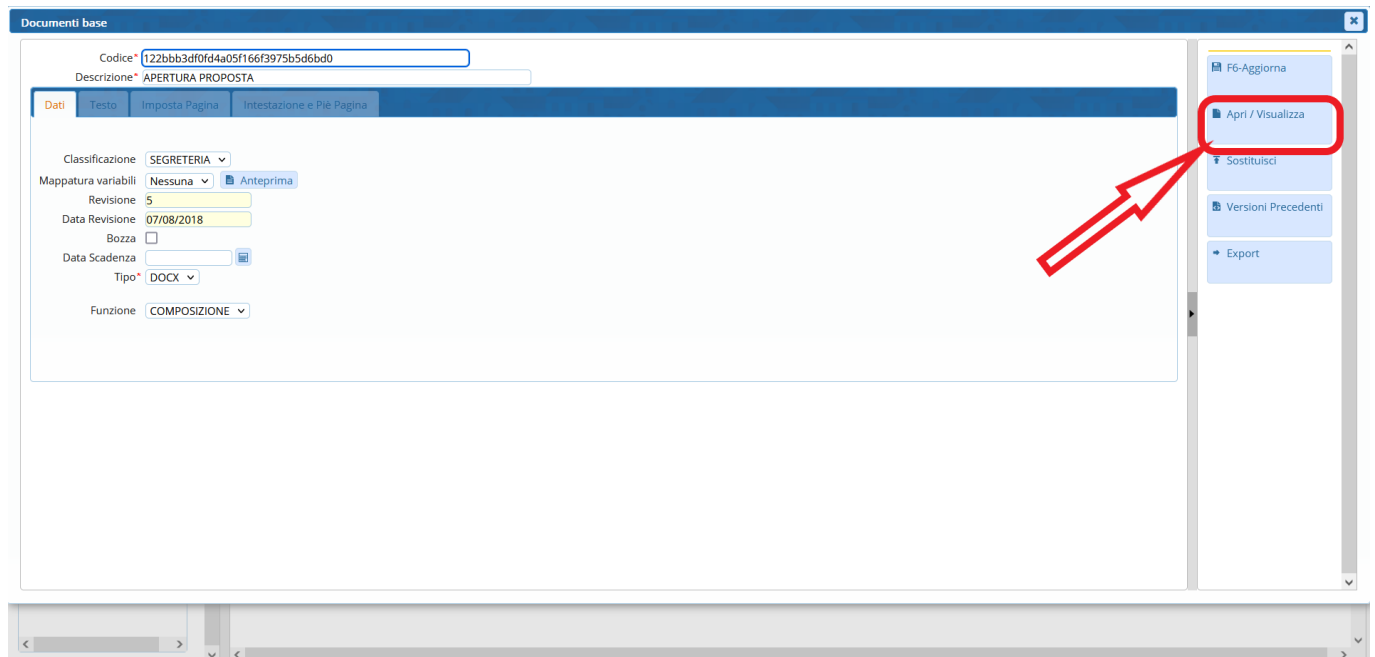 Documenti base
Codice* 122bbb3df0fd4a05f166f3975b5d6bd0
Descrizione* APERTURA PROPOSTA
Dati Testo Imposta Pagina Intestazione e Piè Pagina
Classificazione SEGRETERIA
Mappatura variabili Nessuna Anteprima
Revisione 5
Data Revisione 07/08/2018
Bozza
Data Scadenza
Tipo* DOCX
Funzione COMPOSIZIONE
F6-Aggiorna
Apri / Visualizza
Sostituisci
Versioni Precedenti
Export